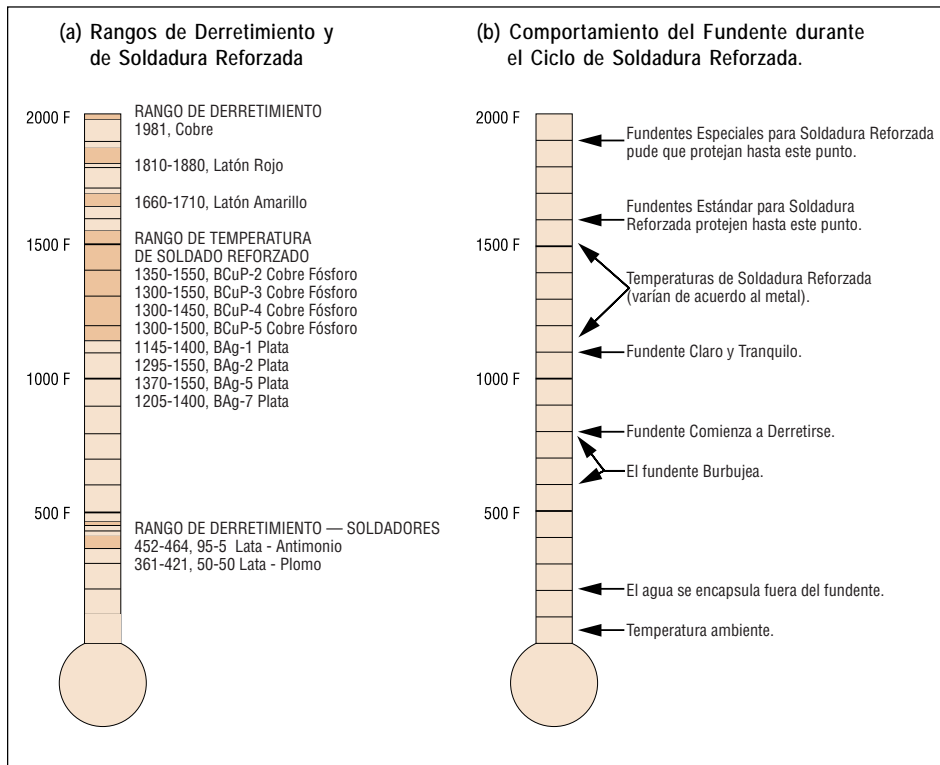 (a) Rangos de Derretimiento y
de Soldadura Reforzada
2000 F
RANGO DE DERRETIMIENTO
1981, Cobre
1810-1880, Latón Rojo
1660-1710, Latón Amarillo
1500 F
RANGO DE TEMPERATURA
DE SOLDADO REFORZADO
1350-1550, BCuP-2 Cobre Fósforo
1300-1550, BCuP-3 Cobre Fósforo
1300-1450, BCuP-4 Cobre Fósforo
1300-1500, BCuP-5 Cobre Fósforo
1145-1400, BAg-1 Plata
1295-1550, BAg-2 Plata
1000 F
1370-1550, BAg-5 Plata
1205-1400, BAg-7 Plata
500 F
RANGO DE DERRETIMIENTO — SOLDADORES
452-464, 95-5 Lata - Antimonio
361-421, 50-50 Lata - Plomo
(b) Comportamiento del Fundente durante
el Ciclo de Soldadura Reforzada.
2000 F
Fundentes Especiales para Soldadura Reforzada
pude que protejan hasta este punto.
Fundentes Estándar para Soldadura
Reforzada protejen hasta este punto.
1500 F
Temperaturas de Soldadura Reforzada
(varían de acuerdo al metal).
Fundente Claro y Tranquilo.
1000 F
Fundente Comienza a Derretirse.
El fundente Burbujea.
500 F
El agua se encapsula fuera del fundente.
Temperatura ambiente.